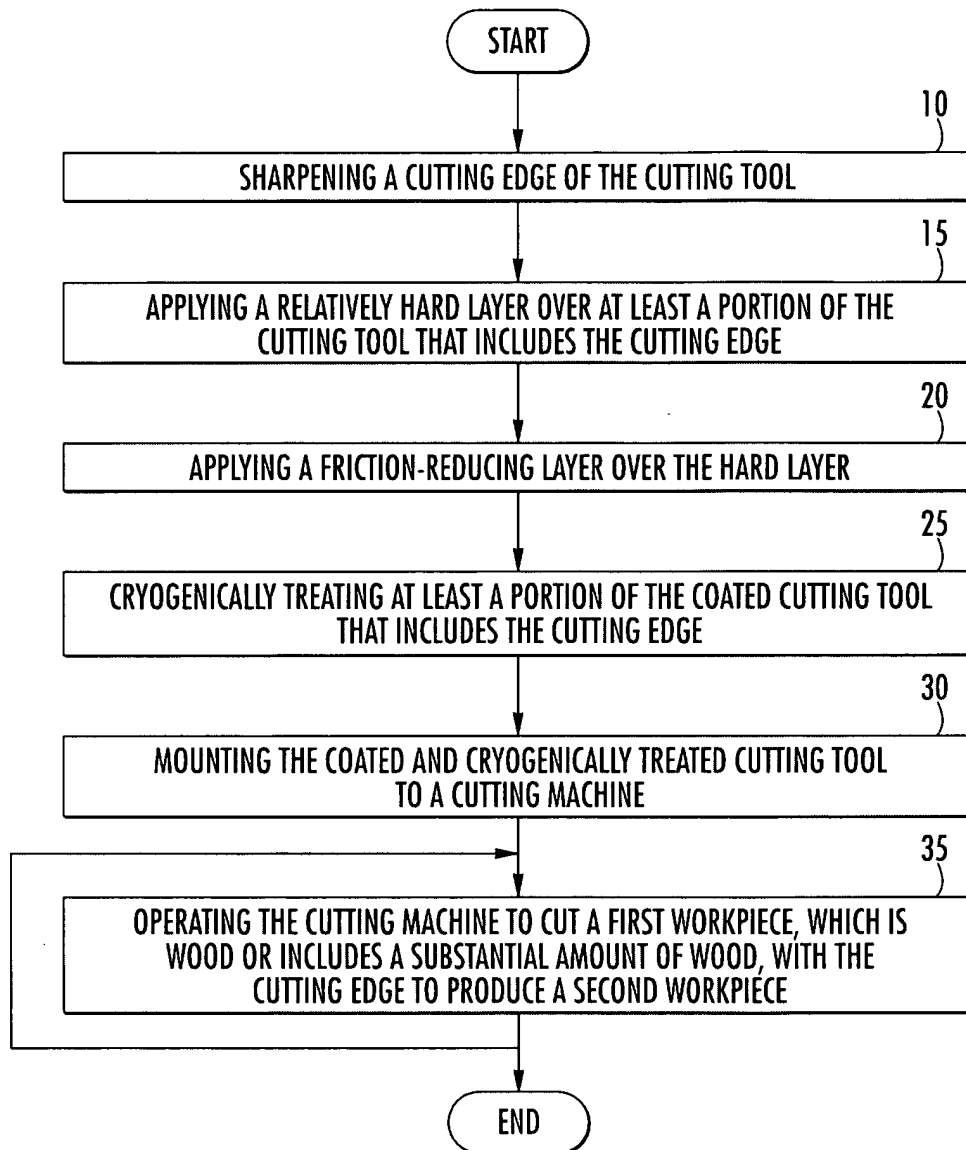 START
10
SHARPENING A CUTTING EDGE OF THE CUTTING TOOL
15
APPLYING A RELATIVELY HARD LAYER OVER AT LEAST A PORTION OF THE
CUTTING TOOL THAT INCLUDES THE CUTTING EDGE
20
APPLYING A FRICTION-REDUCING LAYER OVER THE HARD LAYER
25
CRYOGENICALLY TREATING AT LEAST A PORTION OF THE COATED CUTTING TOOL
THAT INCLUDES THE CUTTING EDGE
30
MOUNTING THE COATED AND CRYOGENICALLY TREATED CUTTING TOOL
TO A CUTTING MACHINE
35
OPERATING THE CUTTING MACHINE TO CUT A FIRST WORKPIECE, WHICH IS
WOOD OR INCLUDES A SUBSTANTIAL AMOUNT OF WOOD, WITH THE
CUTTING EDGE TO PRODUCE A SECOND WORKPIECE
END